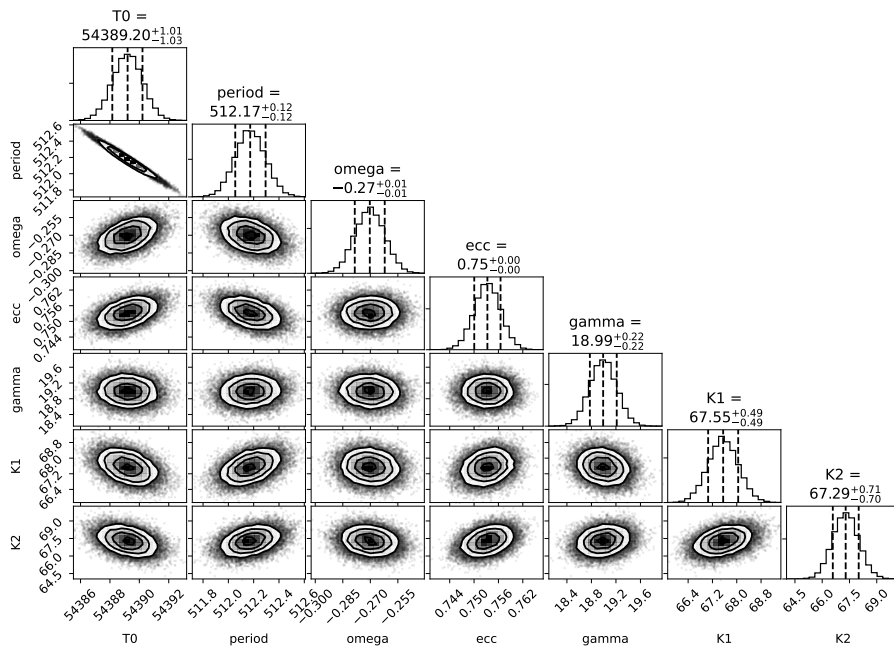 T0 =
54389.20+1.01−1.03
period =
512.17+0.12−0.12
512.6
512.4
512.2
512.0
511.8
period
omega =
−0.27+0.01−0.01
−0.255
−0.270
−0.285
−0.300
omega
ecc =
0.75+0.00−0.00
0.762
0.756
0.750
0.744
ecc
gamma =
18.99+0.22−0.22
19.6
19.2
18.8
18.4
gamma
K1 =
67.55+0.49−0.49
68.8
68.0
67.2
66.4
K1
K2 =
67.29+0.71−0.70
69.0
67.5
66.0
64.5
K2
54386 54388 54390 54392 511.8 512.0 512.2 512.4 512.6 −0.300 −0.285 −0.270 −0.255 0.744 0.750 0.756 0.762 18.4 18.8 19.2 19.6 66.4 67.2 68.0 68.8 64.5 66.0 67.5 69.0
T0 period omega ecc gamma K1 K2